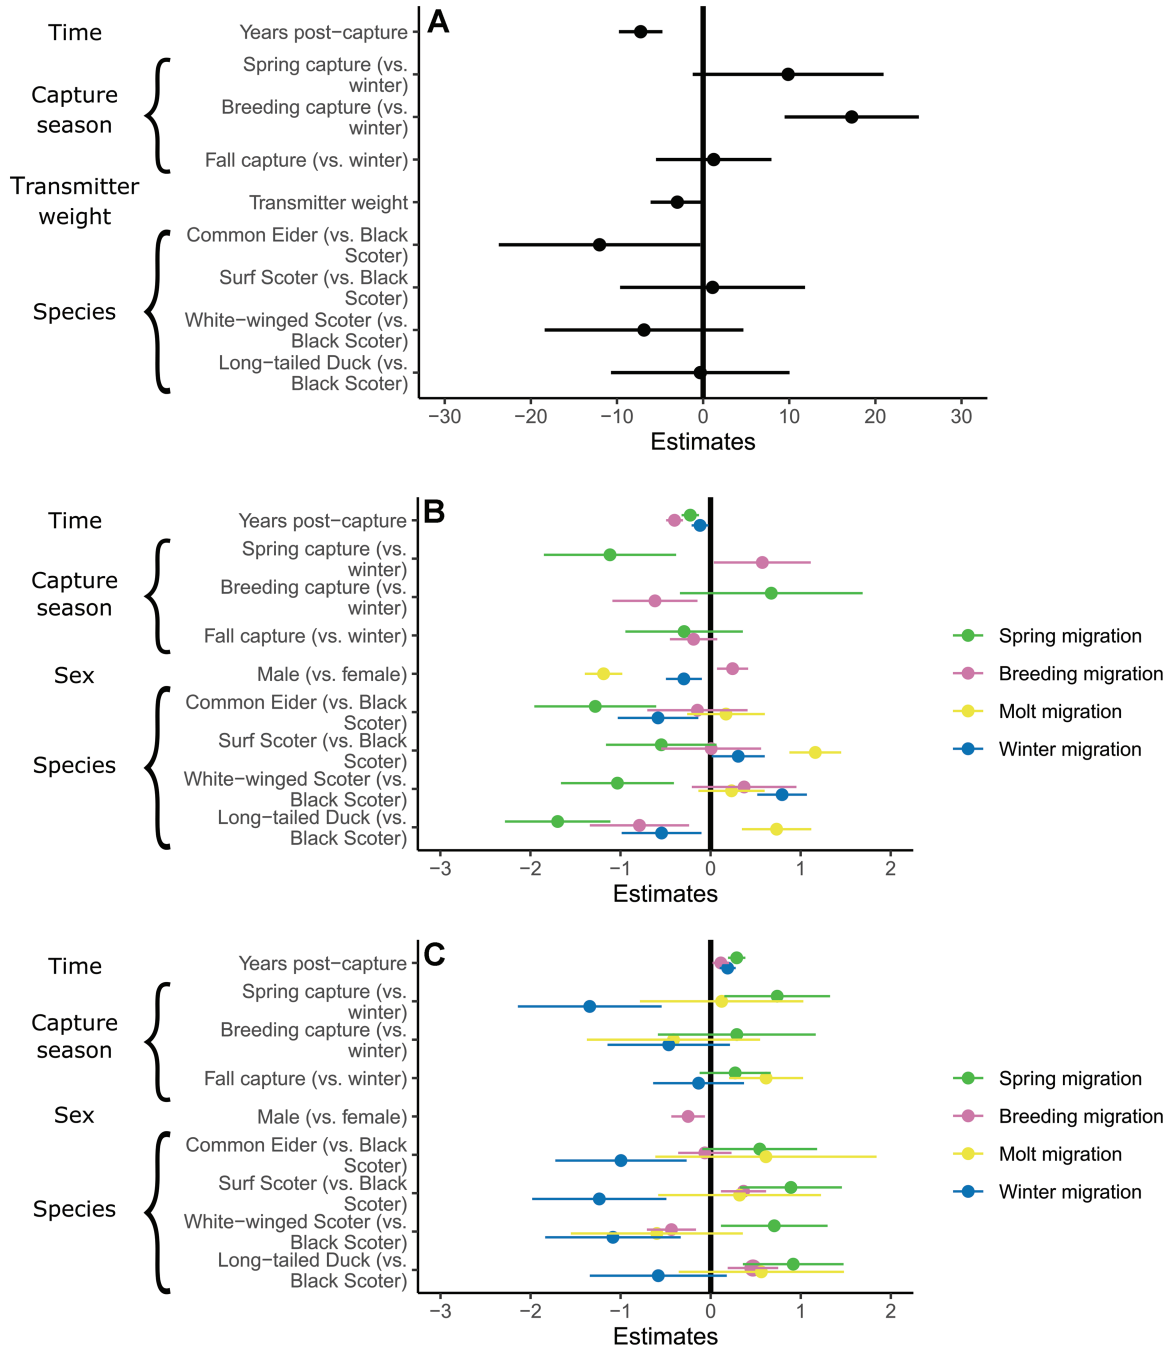 A
Time
Years post−capture
Capture
season
Spring capture (vs.
winter)
Breeding capture (vs.
winter)
Fall capture (vs. winter)
Transmitter
weight
Transmitter weight
Species
Common Eider (vs. Black
Scoter)
Surf Scoter (vs. Black
Scoter)
White−winged Scoter (vs.
Black Scoter)
Long−tailed Duck (vs.
Black Scoter)
−30 −20 −10 0 10 20 30
Estimates
B
Time
Years post−capture
Capture
season
Spring capture (vs.
winter)
Breeding capture (vs.
winter)
Fall capture (vs. winter)
Sex
Male (vs. female)
Species
Common Eider (vs. Black
Scoter)
Surf Scoter (vs. Black
Scoter)
White−winged Scoter (vs.
Black Scoter)
Long−tailed Duck (vs.
Black Scoter)
−3 −2 −1 0 1 2
Estimates
Spring migration
Breeding migration
Molt migration
Winter migration
C
Time
Years post−capture
Capture
season
Spring capture (vs.
winter)
Breeding capture (vs.
winter)
Fall capture (vs. winter)
Sex
Male (vs. female)
Species
Common Eider (vs. Black
Scoter)
Surf Scoter (vs. Black
Scoter)
White−winged Scoter (vs.
Black Scoter)
Long−tailed Duck (vs.
Black Scoter)
−3 −2 −1 0 1 2
Estimates
Spring migration
Breeding migration
Molt migration
Winter migration